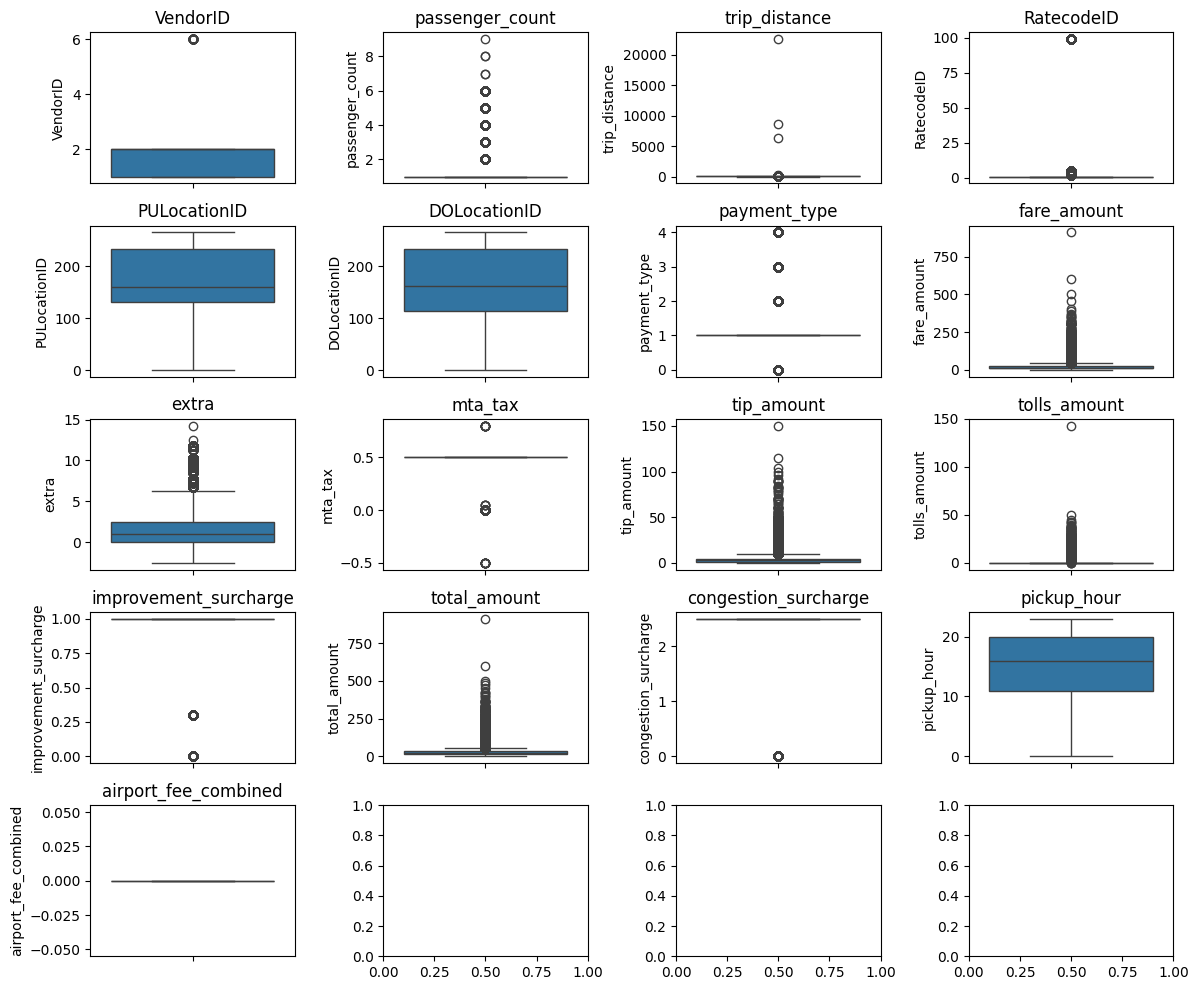 VendorID
passenger_count
trip_distance
RatecodeID
VendorID
6
4
2
passenger_count
8
6
4
2
trip_distance
20000
15000
10000
5000
0
RatecodeID
100
75
50
25
0
PULocationID
DOLocationID
payment_type
fare_amount
PULocationID
200
100
0
DOLocationID
200
100
0
payment_type
4
3
2
1
0
fare_amount
750
500
250
0
extra
mta_tax
tip_amount
tolls_amount
extra
15
10
5
0
mta_tax
0.5
0.0
−0.5
tip_amount
150
100
50
0
tolls_amount
150
100
50
0
improvement_surcharge
total_amount
congestion_surcharge
pickup_hour
improvement_surcharge
1.00
0.75
0.50
0.25
0.00
total_amount
750
500
250
0
congestion_surcharge
2
1
0
pickup_hour
20
10
0
airport_fee_combined
airport_fee_combined
0.050
0.025
0.000
−0.025
−0.050
1.0
0.8
0.6
0.4
0.2
0.0
0.00 0.25 0.50 0.75 1.00
1.0
0.8
0.6
0.4
0.2
0.0
0.00 0.25 0.50 0.75 1.00
1.0
0.8
0.6
0.4
0.2
0.0
0.00 0.25 0.50 0.75 1.00